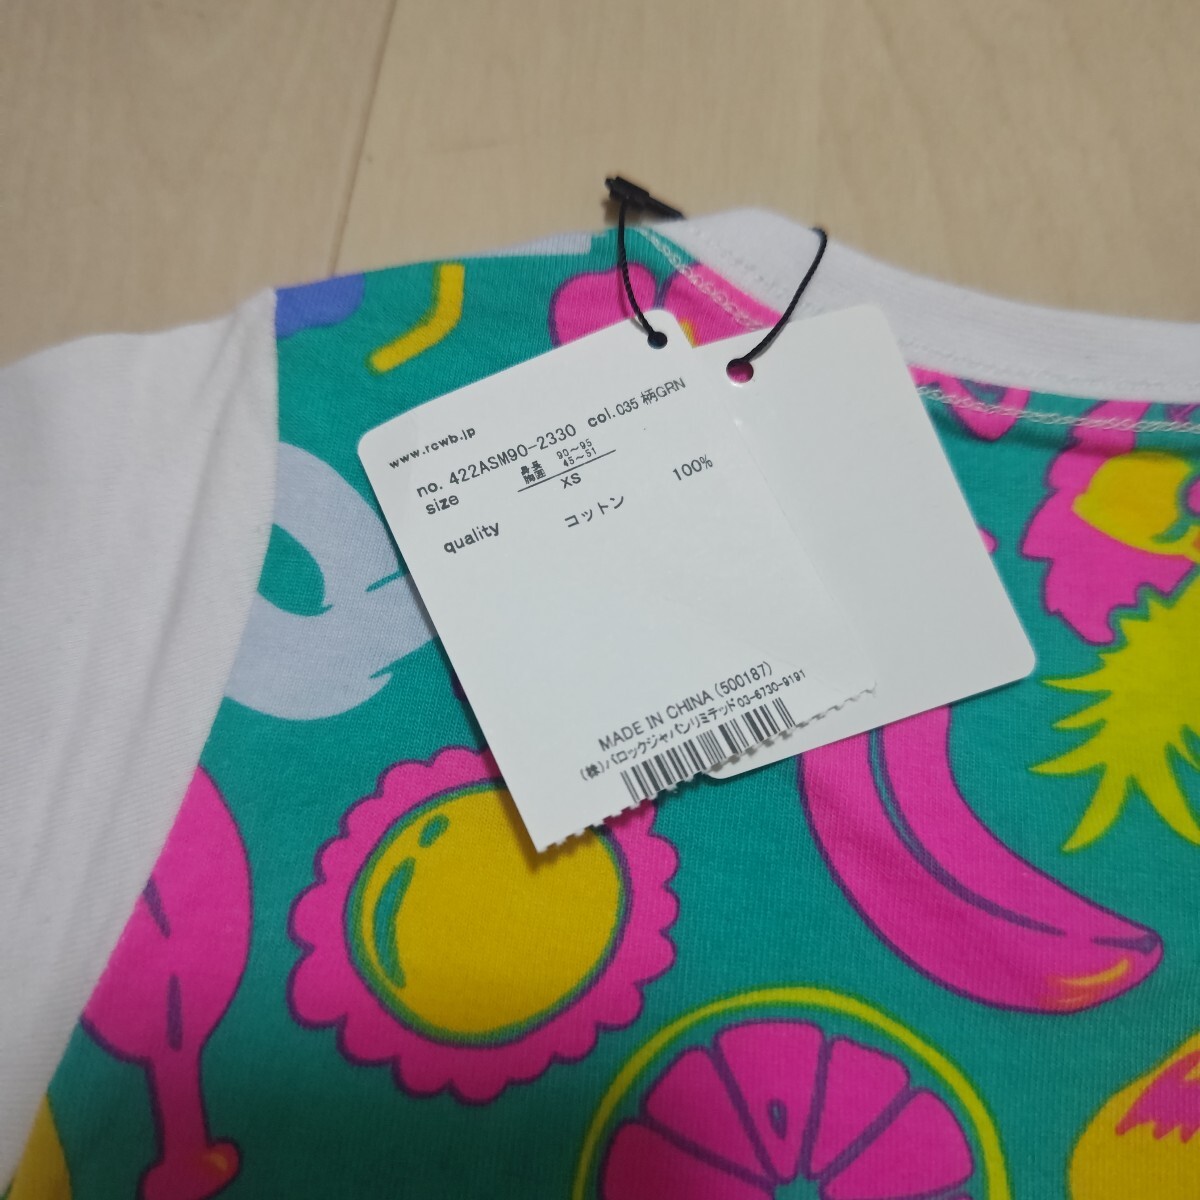 www.rcwb.jp
no. 422ASM90-2330 col.035 柄GRN
size 身長 90~95
胸囲 45~51
XS
quality コットン 100%
MADE IN CHINA (500187)
(株)バロックジャパンリミテッド03-6730-9191